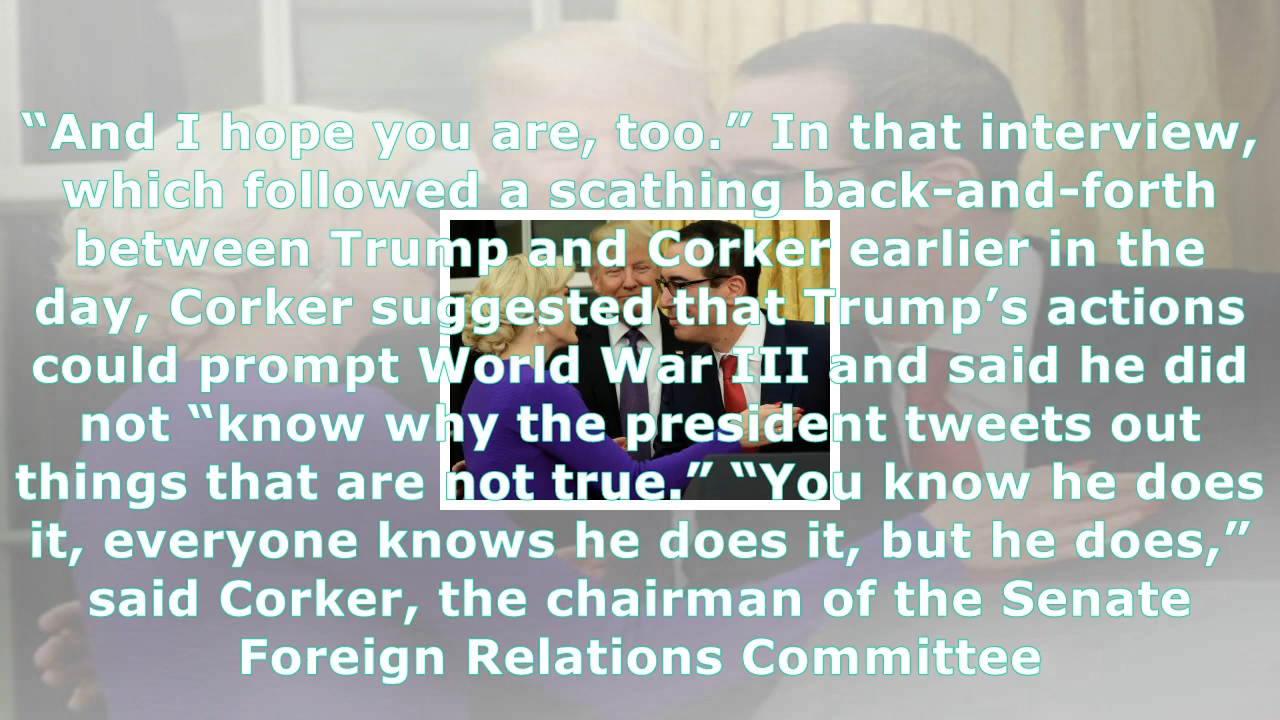 “And I hope you are, too.” In that interview,
which followed a scathing back-and-forth
between Trump and Corker earlier in the
day, Corker suggested that Trump’s actions
could prompt World War III and said he did
not “know why the president tweets out
things that are not true.” “You know he does
it, everyone knows he does it, but he does,”
said Corker, the chairman of the Senate
Foreign Relations Committee